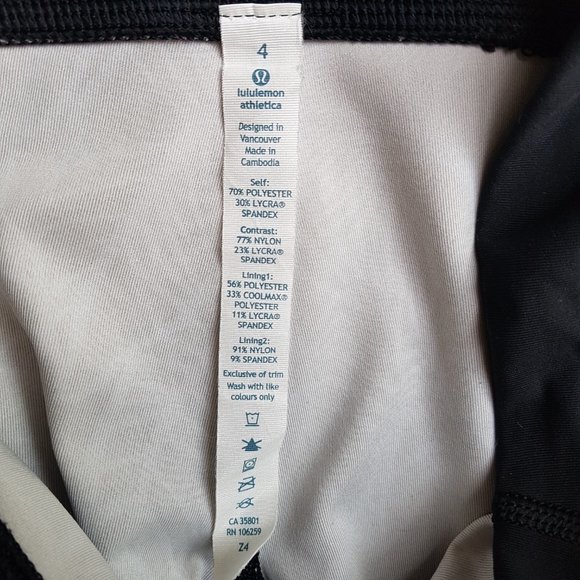 4
lululemon
athletica
Designed in
Vancouver
Made in
Cambodia
Self:
70% POLYESTER
30% LYCRA®
SPANDEX
Contrast:
77% NYLON
23% LYCRA®
SPANDEX
Lining1:
56% POLYESTER
33% COOLMAX®
POLYESTER
11% LYCRA®
SPANDEX
Lining2:
91% NYLON
9% SPANDEX
Exclusive of trim
Wash with like
colours only
CA 35801
RN 106259
Z4